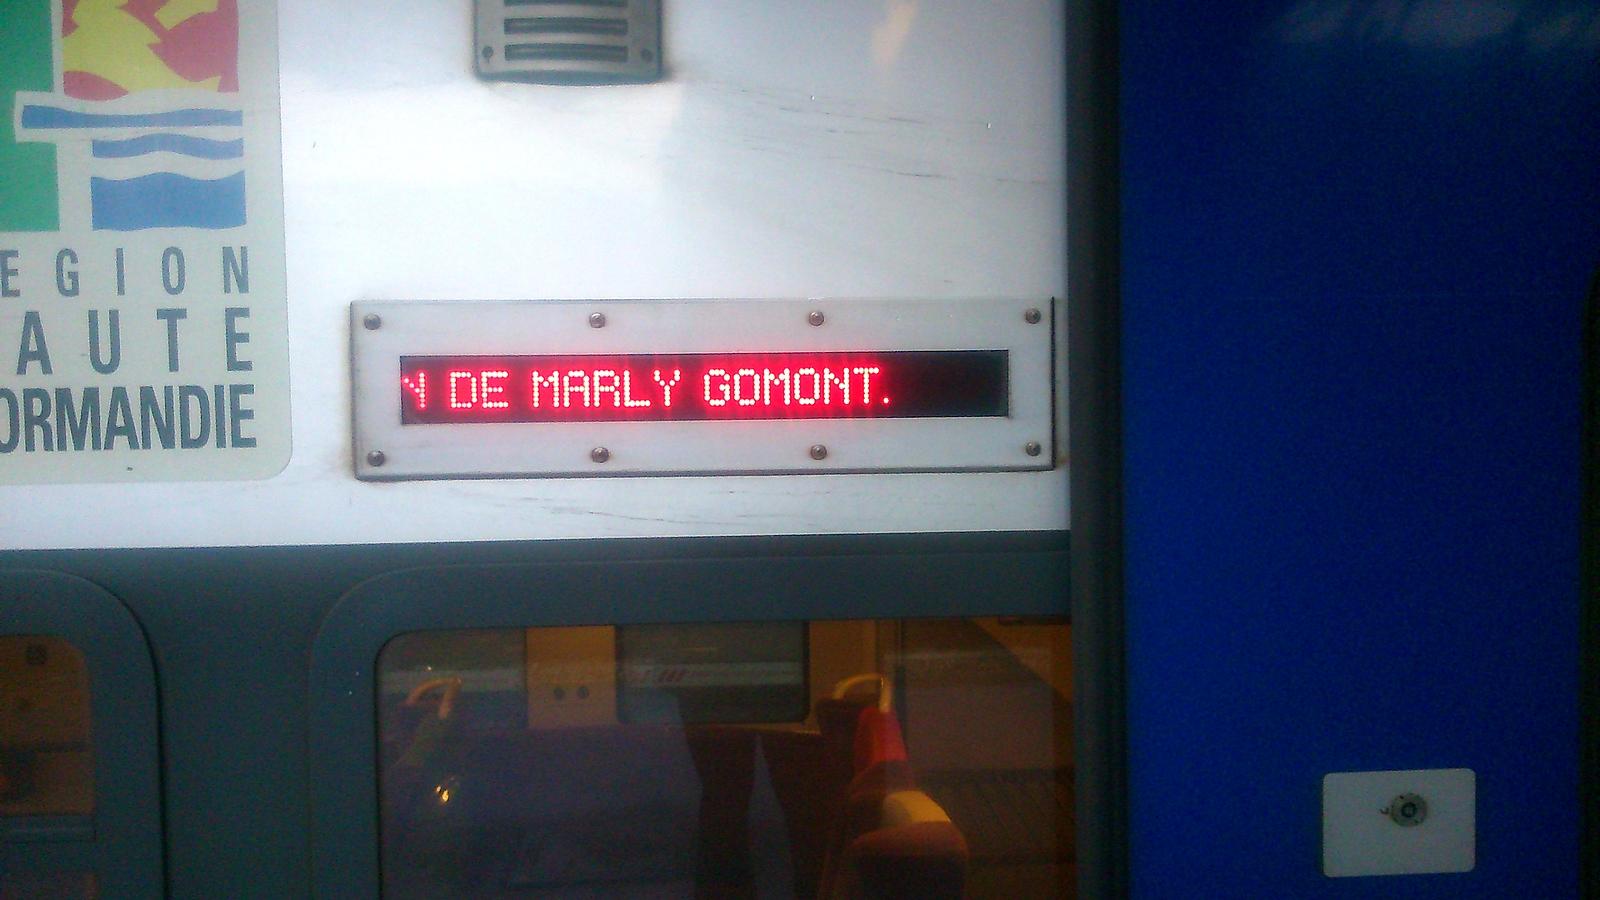 EGION
AUTE
ORMANDIE
N DE MARLY GOMONT.